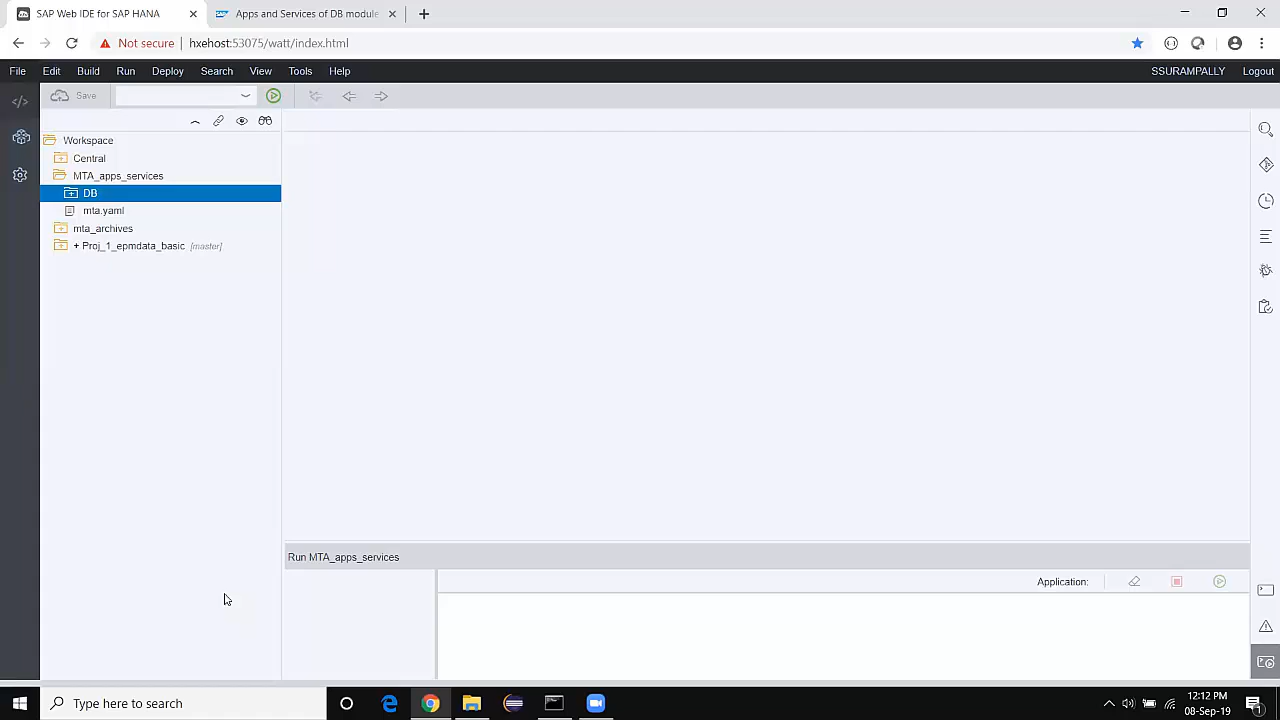 SAP Web IDE for SAP HANA
Apps and Services of DB module
Not secure
hxehost:53075/watt/index.html
File Edit Build Run Deploy Search View Tools Help
SSURAMPALLY
Logout
Save
Workspace
Central
MTA_apps_services
DB
mta.yaml
mta_archives
+ Proj_1_epmdata_basic [master]
Run MTA_apps_services
Application:
Type here to search
12:12 PM
08-Sep-19